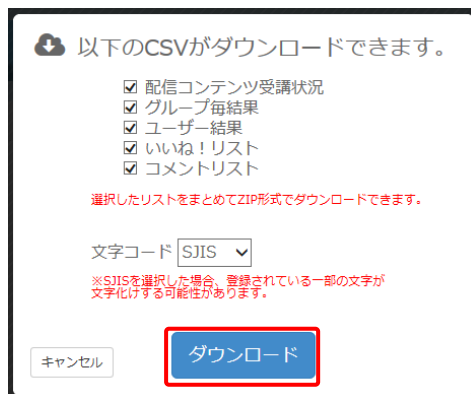 以下のCSVがダウンロードできます。
配信コンテンツ受講状況
グループ毎結果
ユーザー結果
いいね！リスト
コメントリスト
選択したリストをまとめてZIP形式でダウンロードできます。
文字コード SJIS
※SJISを選択した場合、登録されている一部の文字が
文字化けする可能性があります。
キャンセル ダウンロード